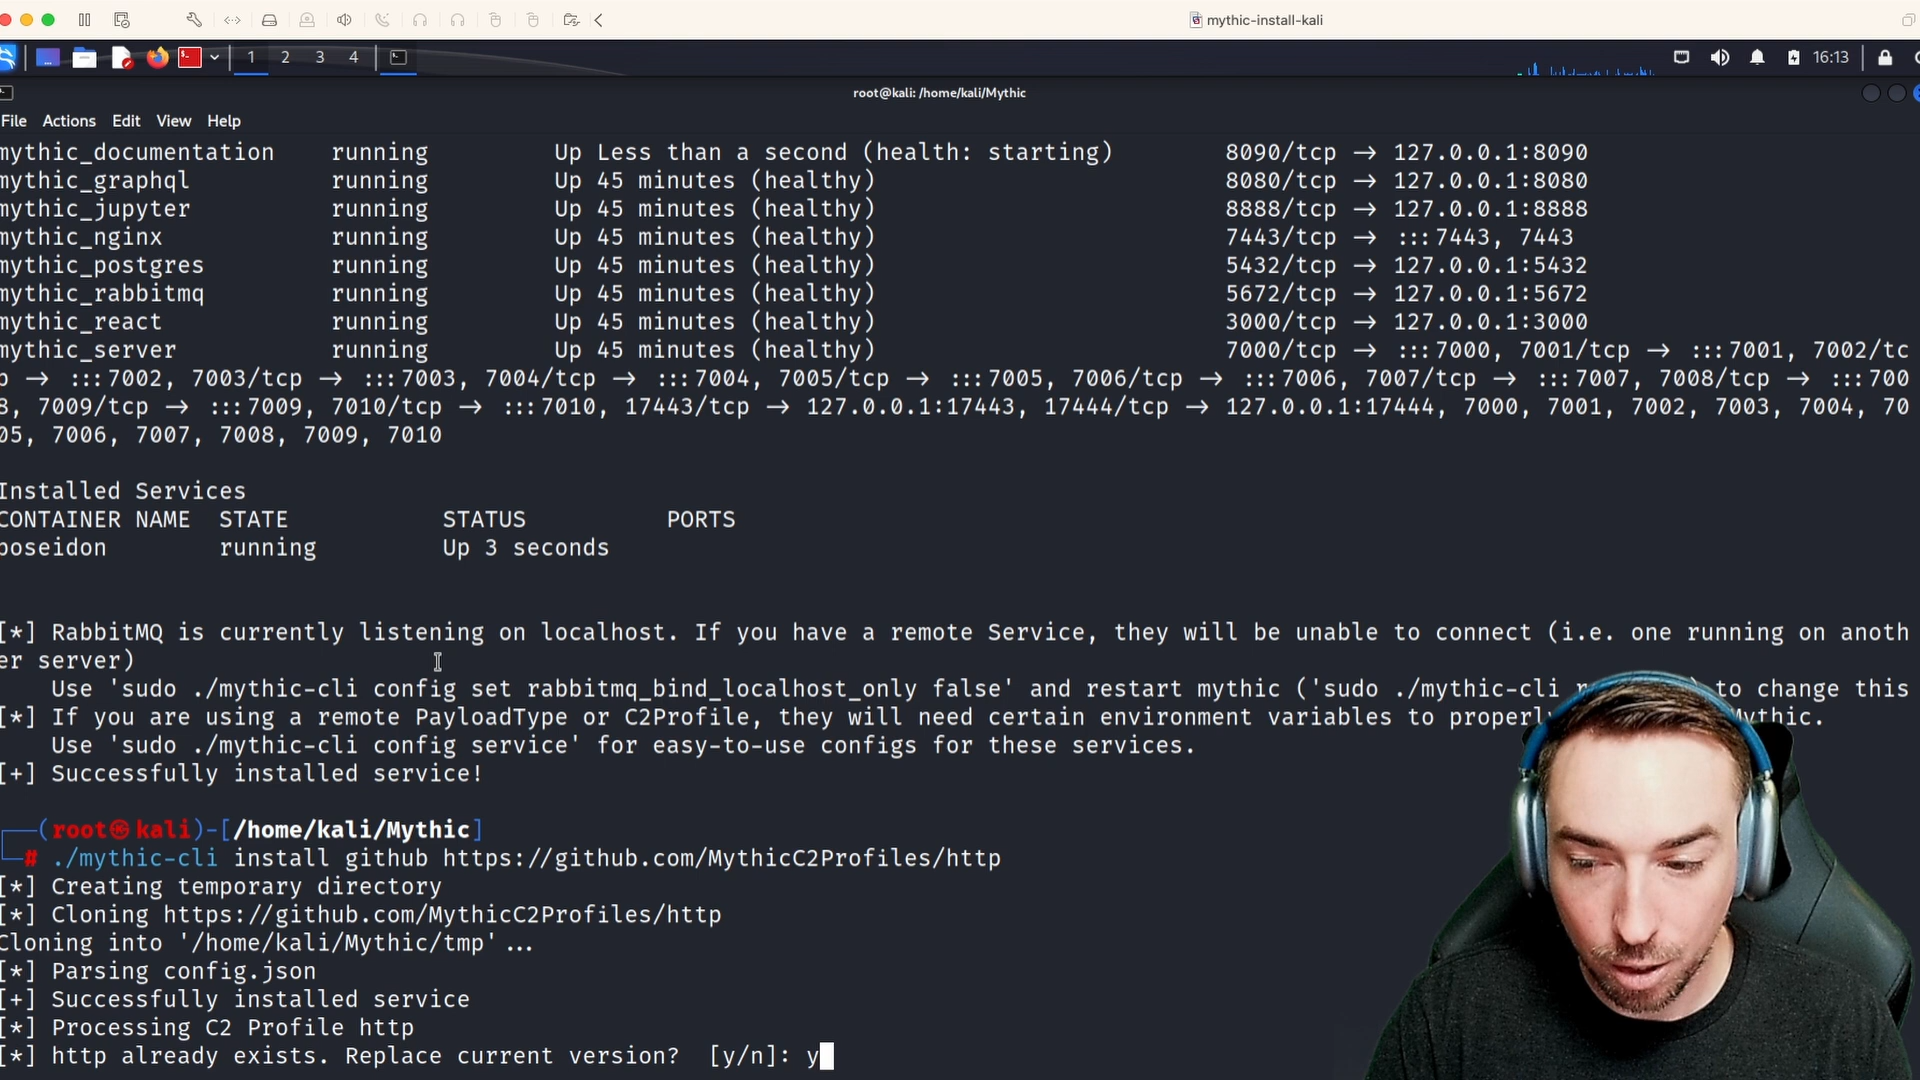 mythic-install-kali
1 2 3 4 16:13
root@kali: /home/kali/Mythic
File Actions Edit View Help
mythic_documentation running Up Less than a second (health: starting) 8090/tcp → 127.0.0.1:8090
mythic_graphql running Up 45 minutes (healthy) 8080/tcp → 127.0.0.1:8080
mythic_jupyter running Up 45 minutes (healthy) 8888/tcp → 127.0.0.1:8888
mythic_nginx running Up 45 minutes (healthy) 7443/tcp → :::7443, 7443
mythic_postgres running Up 45 minutes (healthy) 5432/tcp → 127.0.0.1:5432
mythic_rabbitmq running Up 45 minutes (healthy) 5672/tcp → 127.0.0.1:5672
mythic_react running Up 45 minutes (healthy) 3000/tcp → 127.0.0.1:3000
mythic_server running Up 45 minutes (healthy) 7000/tcp → :::7000, 7001/tcp → :::7001, 7002/tc
p → :::7002, 7003/tcp → :::7003, 7004/tcp → :::7004, 7005/tcp → :::7005, 7006/tcp → :::7006, 7007/tcp → :::7007, 7008/tcp → :::700
8, 7009/tcp → :::7009, 7010/tcp → :::7010, 17443/tcp → 127.0.0.1:17443, 17444/tcp → 127.0.0.1:17444, 7000, 7001, 7002, 7003, 7004, 70
05, 7006, 7007, 7008, 7009, 7010
Installed Services
CONTAINER NAME STATE STATUS PORTS
poseidon running Up 3 seconds
[*] RabbitMQ is currently listening on localhost. If you have a remote Service, they will be unable to connect (i.e. one running on anoth
er server)
Use 'sudo ./mythic-cli config set rabbitmq_bind_localhost_only false' and restart mythic ('sudo ./mythic-cli to change this
[*] If you are using a remote PayloadType or C2Profile, they will need certain environment variables to properly Mythic.
Use 'sudo ./mythic-cli config service' for easy-to-use configs for these services.
[+] Successfully installed service!
(root㉿kali)-[/home/kali/Mythic]
# ./mythic-cli install github https://github.com/MythicC2Profiles/http
[*] Creating temporary directory
[*] Cloning https://github.com/MythicC2Profiles/http
Cloning into '/home/kali/Mythic/tmp'...
[*] Parsing config.json
[+] Successfully installed service
[*] Processing C2 Profile http
[*] http already exists. Replace current version? [y/n]: y